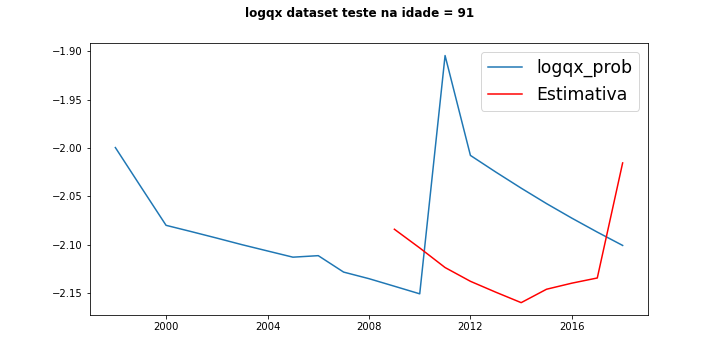 logqx dataset teste na idade = 91
−1.90
−1.95
−2.00
−2.05
−2.10
−2.15
logqx_prob
Estimativa
2000 2004 2008 2012 2016